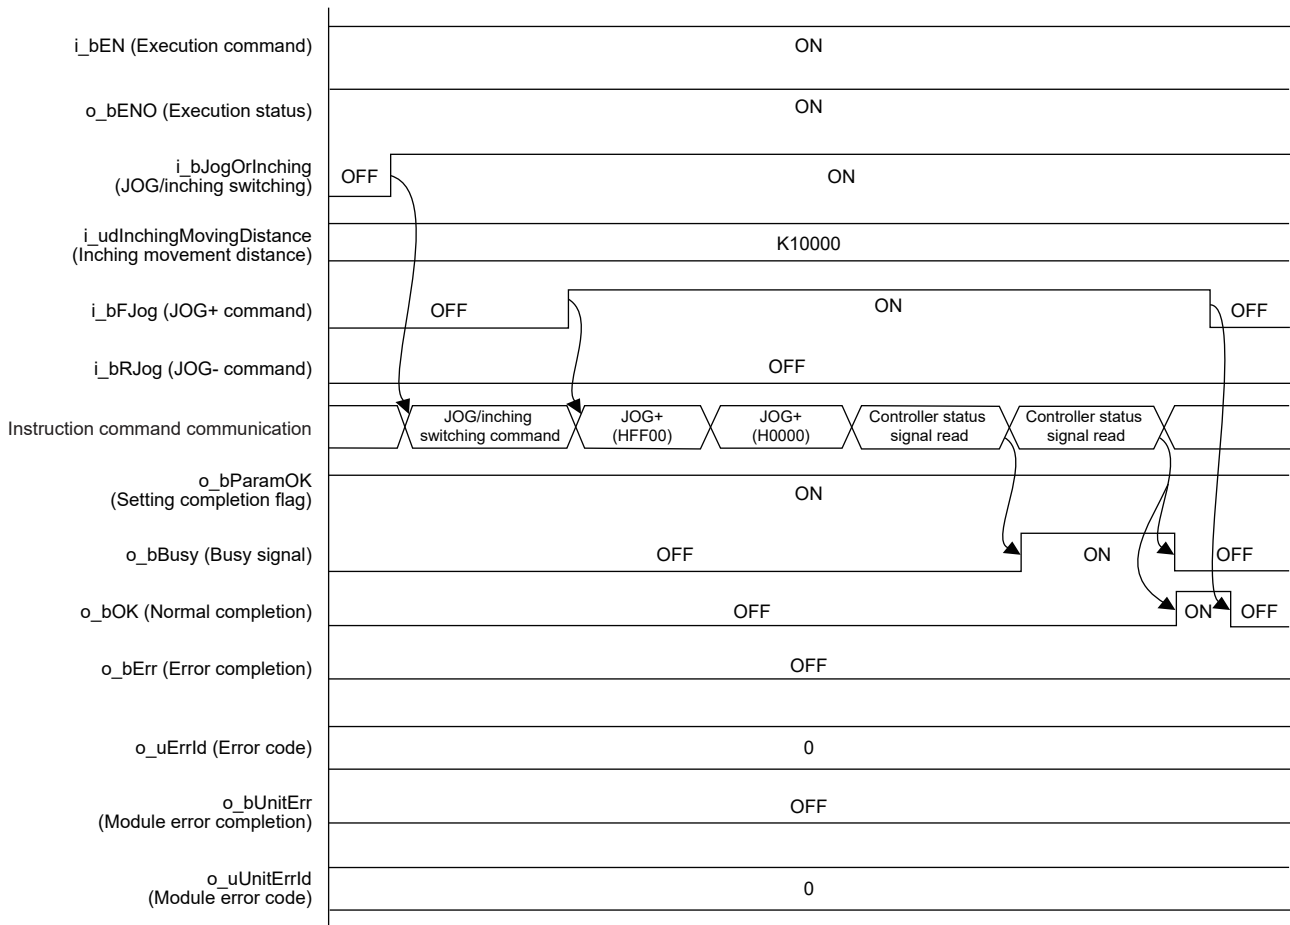 i_bEN (Execution command)
ON
o_bENO (Execution status)
ON
i_bJogOrInching
(JOG/inching switching)
OFF
ON
i_udInchingMovingDistance
(Inching movement distance)
K10000
i_bFJog (JOG+ command)
OFF
ON
OFF
i_bRJog (JOG- command)
OFF
Instruction command communication
JOG/inching
switching command
JOG+
(HFF00)
JOG+
(H0000)
Controller status
signal read
Controller status
signal read
o_bParamOK
(Setting completion flag)
ON
o_bBusy (Busy signal)
OFF
ON
OFF
o_bOK (Normal completion)
OFF
ON
OFF
o_bErr (Error completion)
OFF
o_uErrId (Error code)
0
o_bUnitErr
(Module error completion)
OFF
o_uUnitErrId
(Module error code)
0